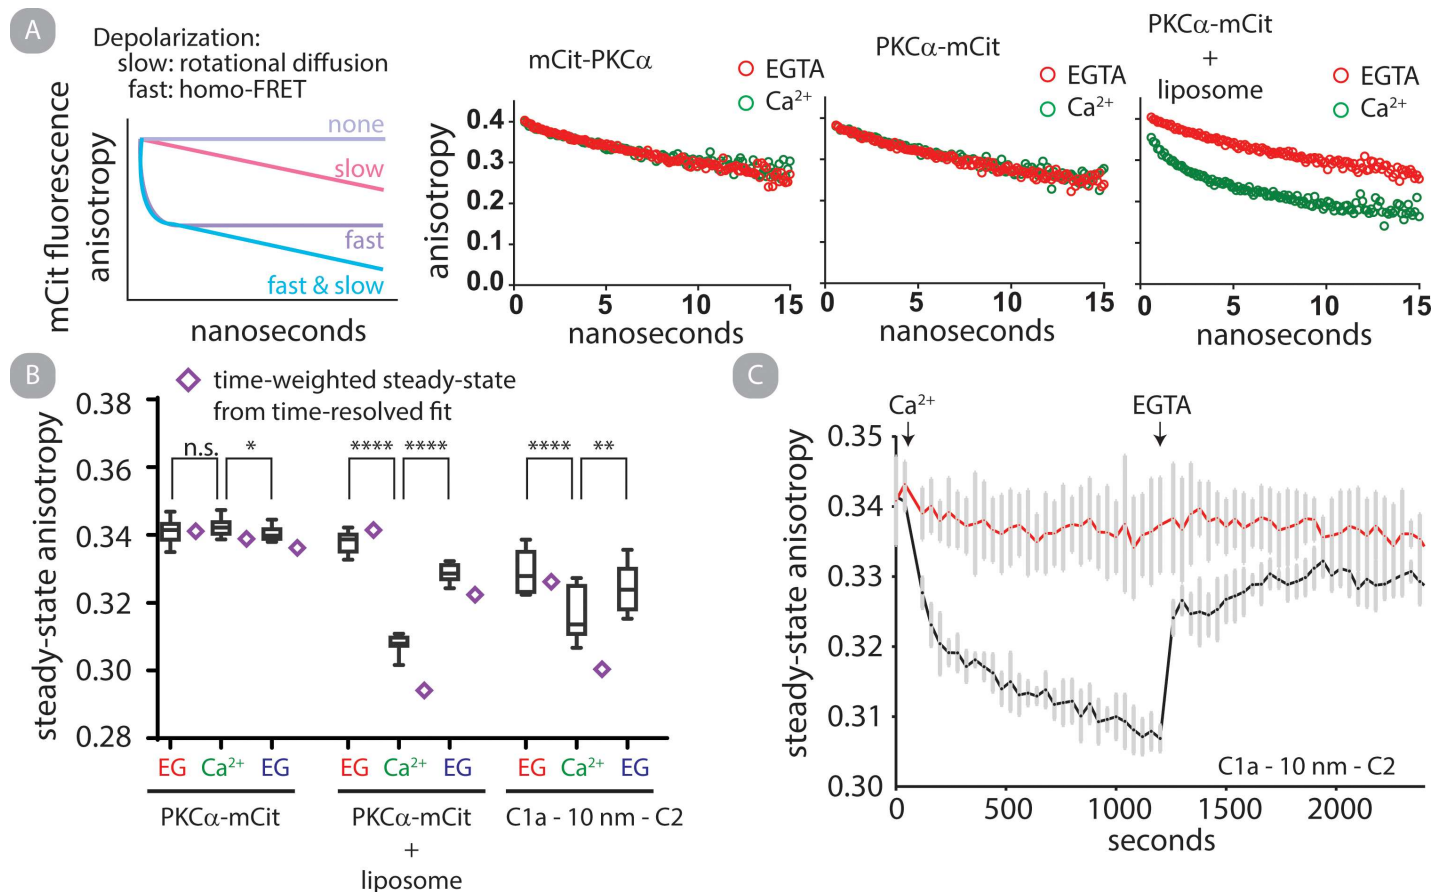 A
Depolarization:
slow: rotational diffusion
fast: homo-FRET
mCit fluorescence
anisotropy
none
slow
fast
fast & slow
nanoseconds
mCit-PKCα
EGTA
Ca²⁺
anisotropy
0.4
0.3
0.2
0.1
0.0
0 5 10 15
nanoseconds
PKCα-mCit
EGTA
Ca²⁺
0 5 10 15
nanoseconds
PKCα-mCit
+
liposome
EGTA
Ca²⁺
0 5 10 15
nanoseconds
B
time-weighted steady-state
from time-resolved fit
steady-state anisotropy
0.38
0.36
0.34
0.32
0.30
0.28
n.s. * **** **** **** **
EG Ca²⁺ EG EG Ca²⁺ EG EG Ca²⁺ EG
PKCα-mCit
PKCα-mCit
+
liposome
C1a - 10 nm - C2
C
Ca²⁺ EGTA
steady-state anisotropy
0.35
0.34
0.33
0.32
0.31
0.30
C1a - 10 nm - C2
0 500 1000 1500 2000
seconds